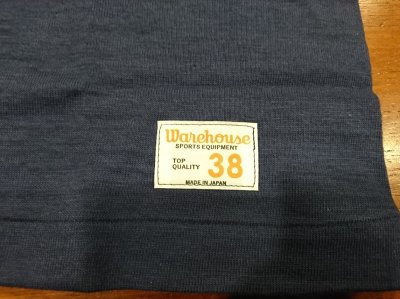 Warehouse
SPORTS EQUIPMENT
TOP
QUALITY 38
MADE IN JAPAN